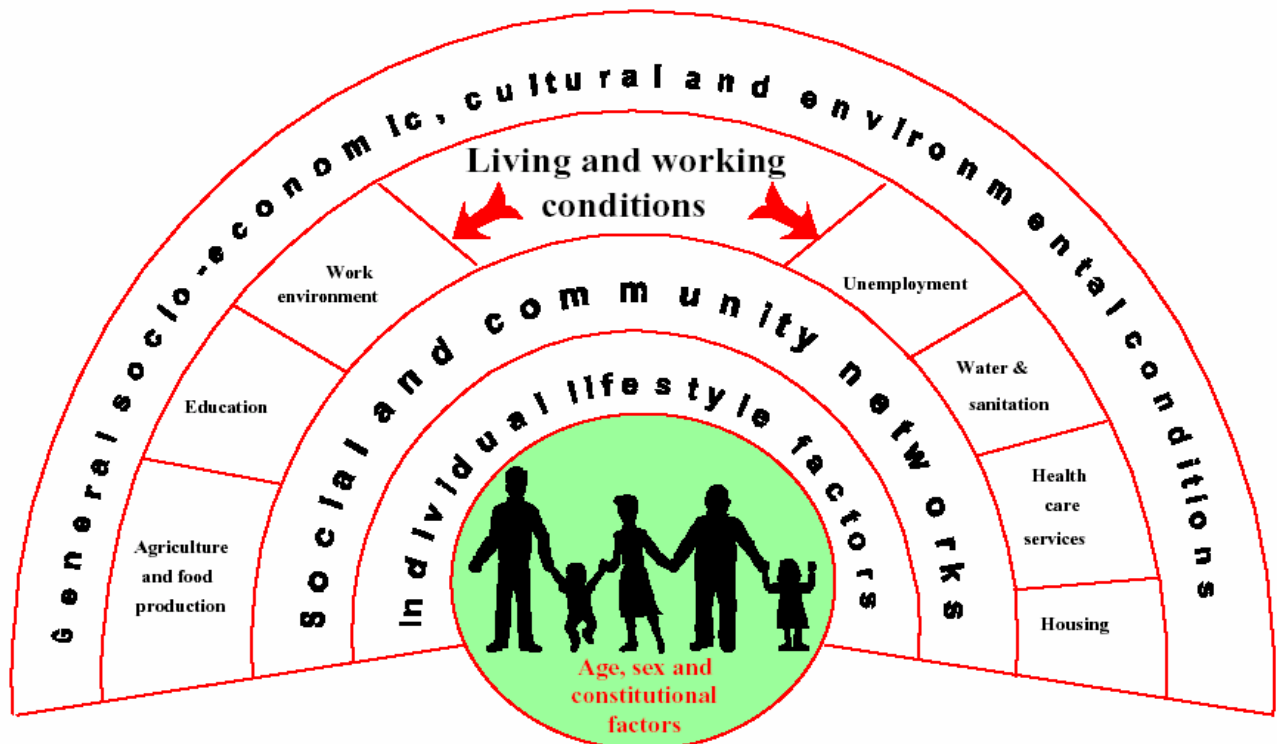 General socio-economic, cultural and environmental conditions
Living and working
conditions
Work
environment
Unemployment
Education
Water &
sanitation
Agriculture
and food
production
Health
care
services
Housing
Social and community networks
Individual lifestyle factors
Age, sex and
constitutional
factors